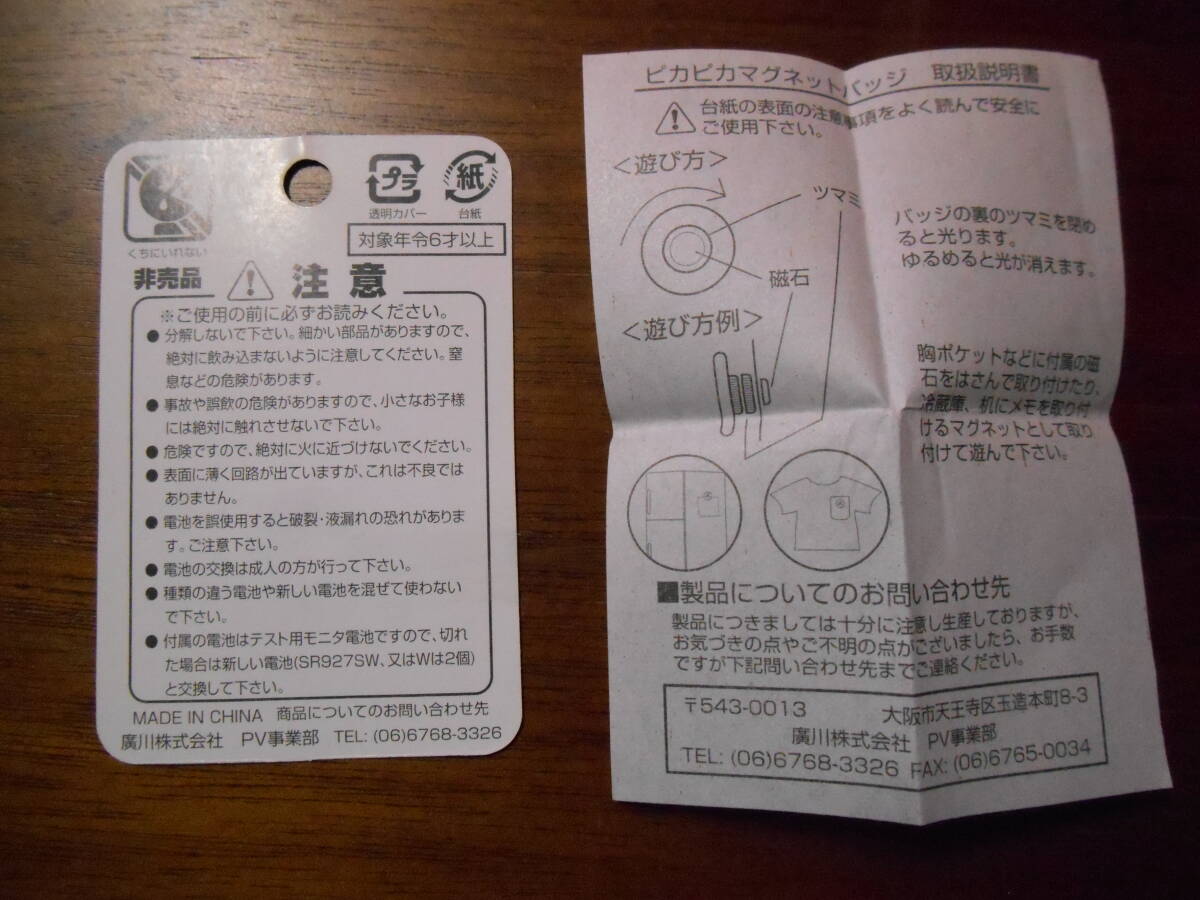 プラ
紙
透明カバー
台紙
対象年令6才以上
くちにいれない
非売品
注意
※ご使用の前に必ずお読みください。
●分解しないで下さい。細かい部品がありますので、
絶対に飲み込まないように注意してください。窒
息などの危険があります。
●事故や誤飲の危険がありますので、小さなお子様
には絶対に触れさせないで下さい。
●危険ですので、絶対に火に近づけないでください。
●表面に薄く回路が出ていますが、これは不良では
ありません。
●電池を誤使用すると破裂・液漏れの恐れがありま
す。ご注意下さい。
●電池の交換は成人の方が行って下さい。
●種類の違う電池や新しい電池を混ぜて使わない
で下さい。
●付属の電池はテスト用モニタ電池ですので、切れ
た場合は新しい電池(SR927SW、又はWは2個)
と交換して下さい。
MADE IN CHINA 商品についてのお問い合わせ先
廣川株式会社 PV事業部 TEL: (06)6768-3326
ピカピカマグネットバッジ 取扱説明書
台紙の表面の注意事項をよく読んで安全に
ご使用下さい。
<遊び方>
ツマミ
磁石
バッジの裏のツマミを閉め
ると光ります。
ゆるめると光が消えます。
<遊び方例>
胸ポケットなどに付属の磁
石をはさんで取り付けたり、
冷蔵庫、机にメモを取り付
けるマグネットとして取り
付けて遊んで下さい。
■製品についてのお問い合わせ先
製品につきましては十分に注意し生産しておりますが、
お気づきの点やご不明の点がございましたら、お手数
ですが下記問い合わせ先までご連絡ください。
〒543-0013 大阪市天王寺区玉造本町8-3
廣川株式会社 PV事業部
TEL: (06)6768-3326 FAX: (06)6765-0034